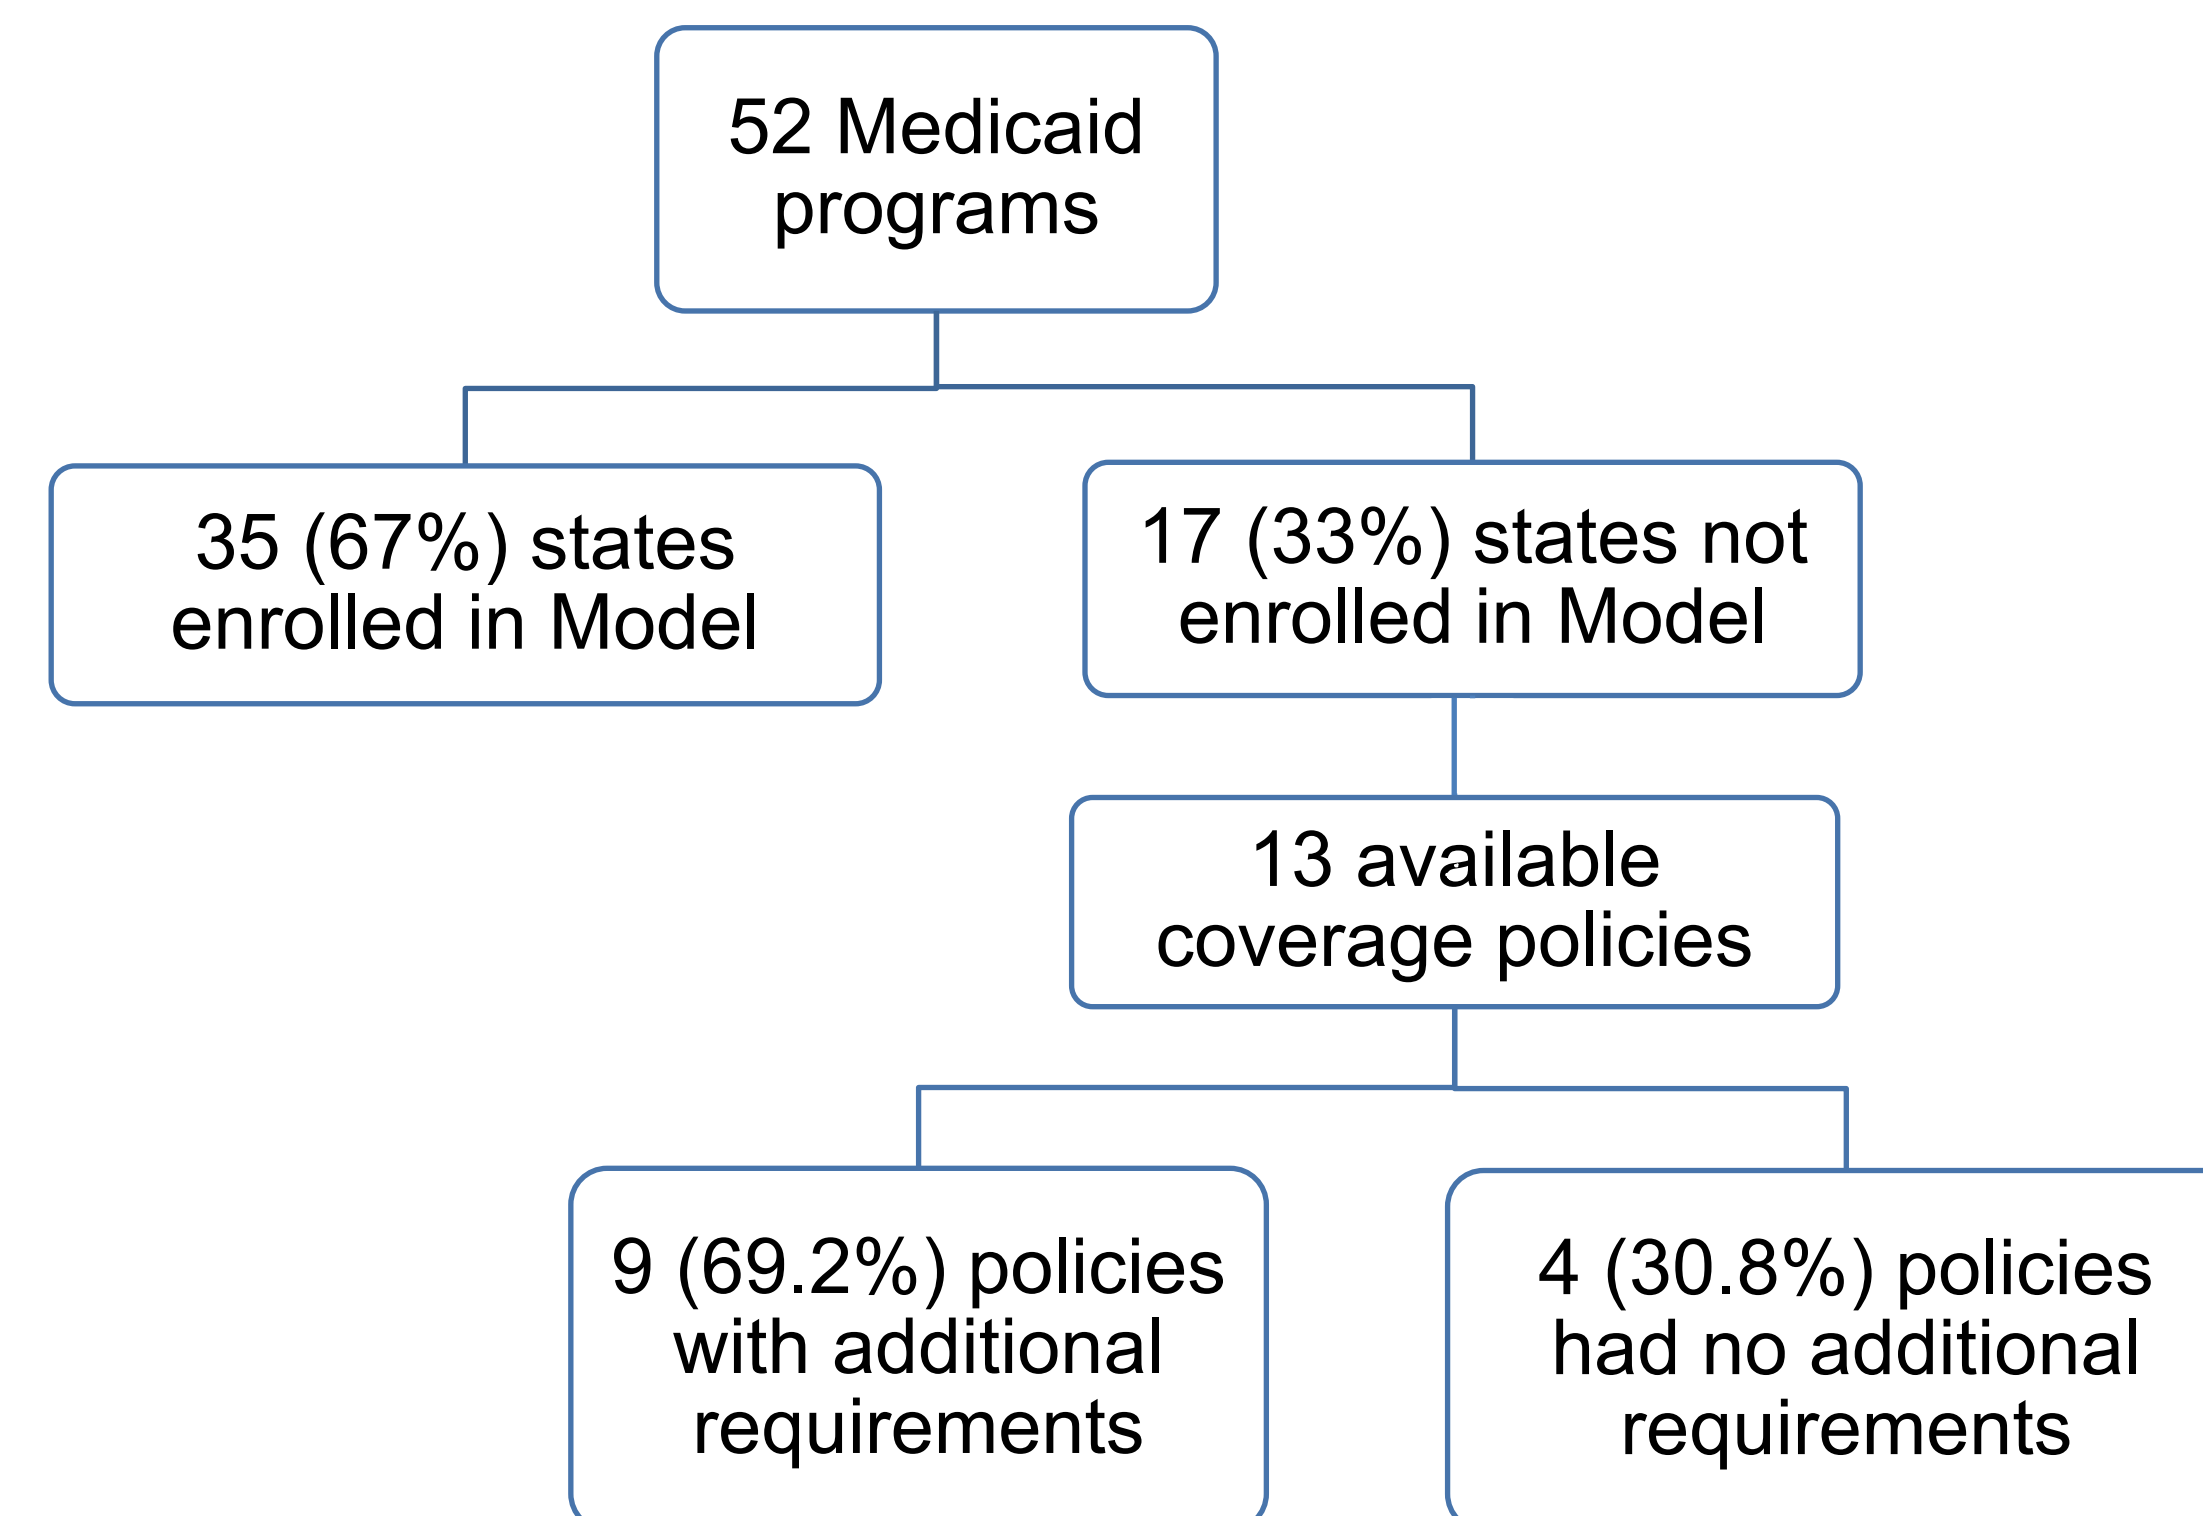 52 Medicaid
programs
35 (67%) states
enrolled in Model
17 (33%) states not
enrolled in Model
13 available
coverage policies
9 (69.2%) policies
with additional
requirements
4 (30.8%) policies
had no additional
requirements